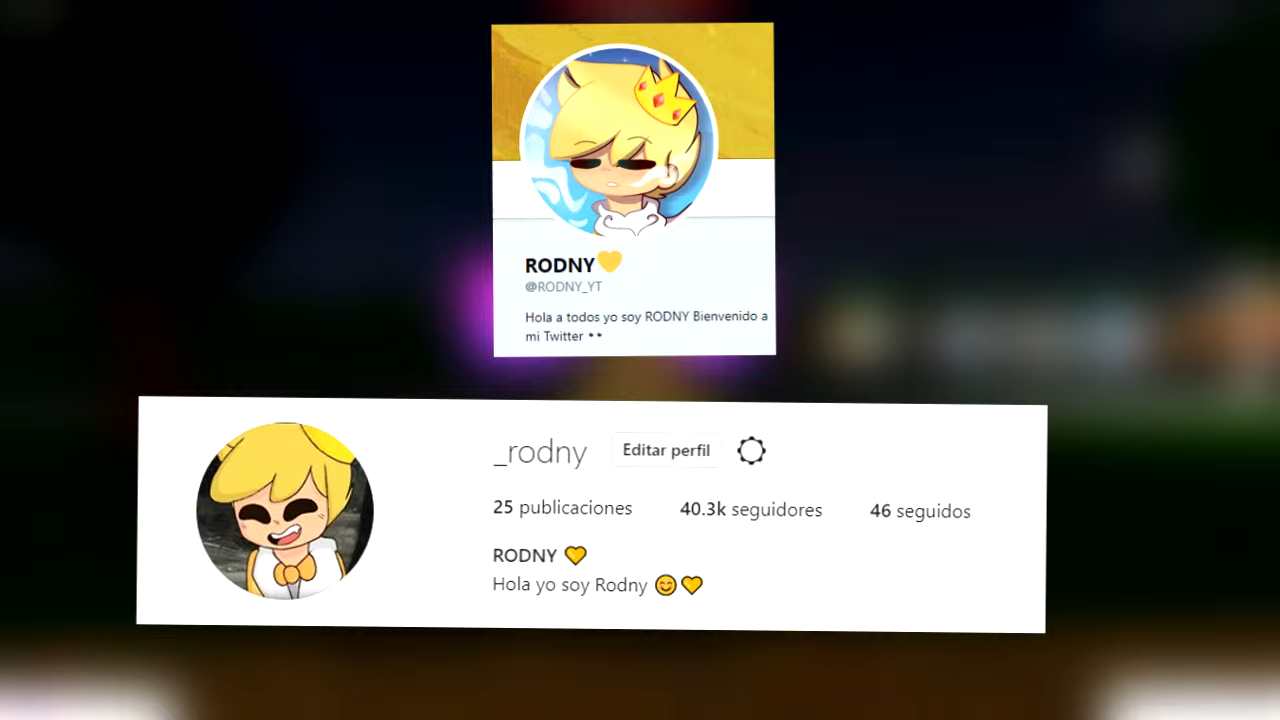 RODNY💛
@RODNY_YT
Hola a todos yo soy RODNY Bienvenido a
mi Twitter
_rodny Editar perfil
25 publicaciones 40.3k seguidores 46 seguidos
RODNY 💛
Hola yo soy Rodny 😊💛